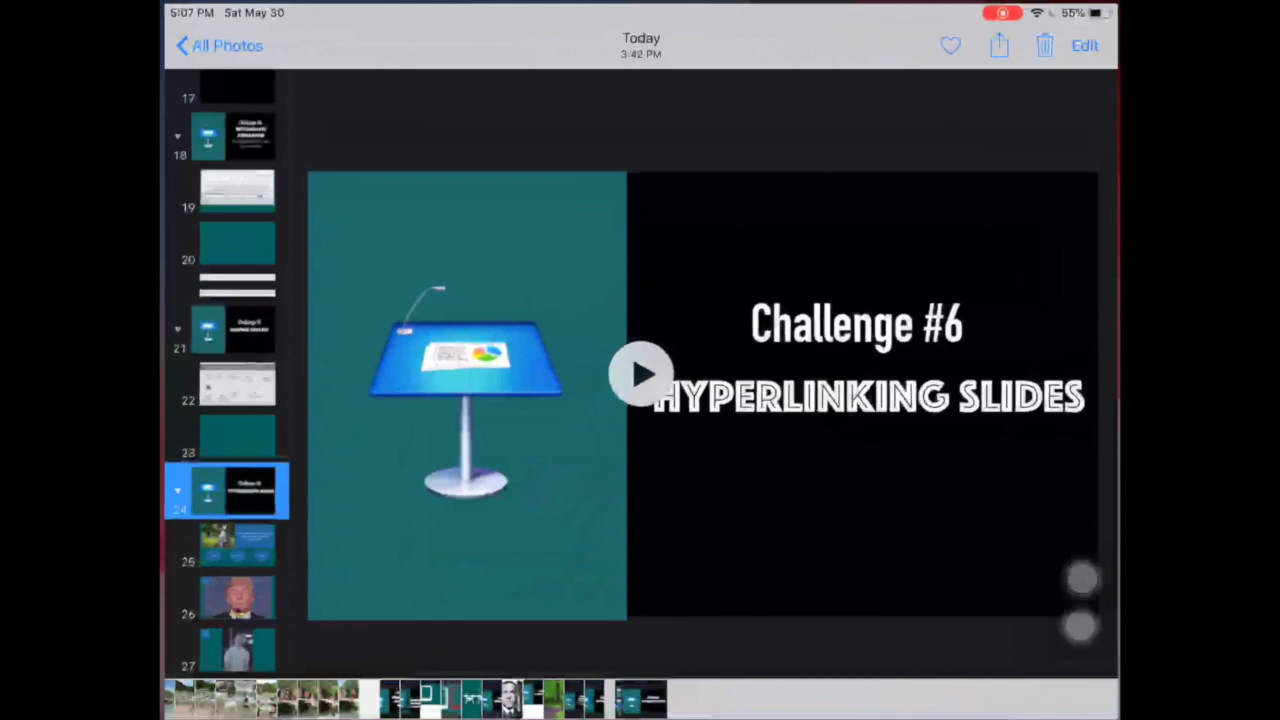 5:07 PM Sat May 30
55%
All Photos
Today
3:42 PM
Edit
17
18
19
20
21
22
23
24
25
26
27
Challenge #6
HYPERLINKING SLIDES